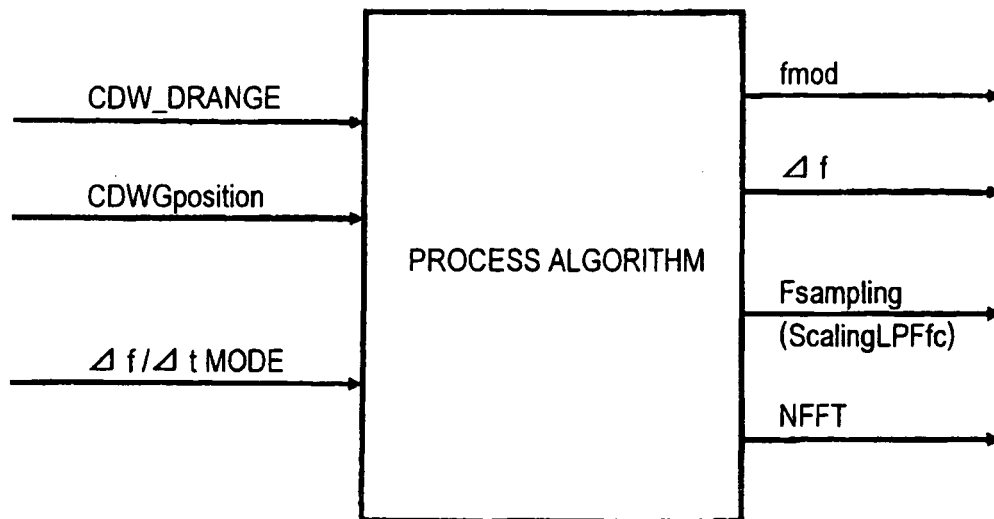 CDW_DRANGE
CDWGposition
⊿f/⊿t MODE
PROCESS ALGORITHM
fmod
⊿f
Fsampling
(ScalingLPFfc)
NFFT